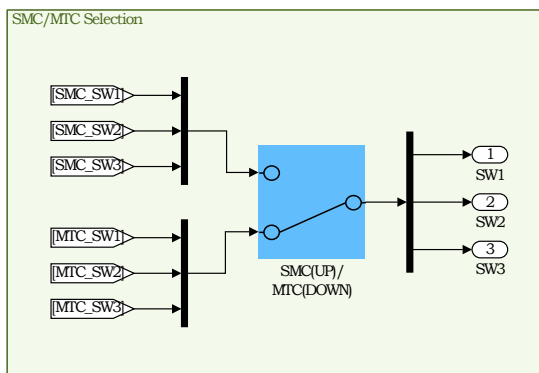 SMC/MTC Selection
[SMC_SW1]
[SMC_SW2]
[SMC_SW3]
[MTC_SW1]
[MTC_SW2]
[MTC_SW3]
SMC(UP)/
MTC(DOWN)
1
SW1
2
SW2
3
SW3